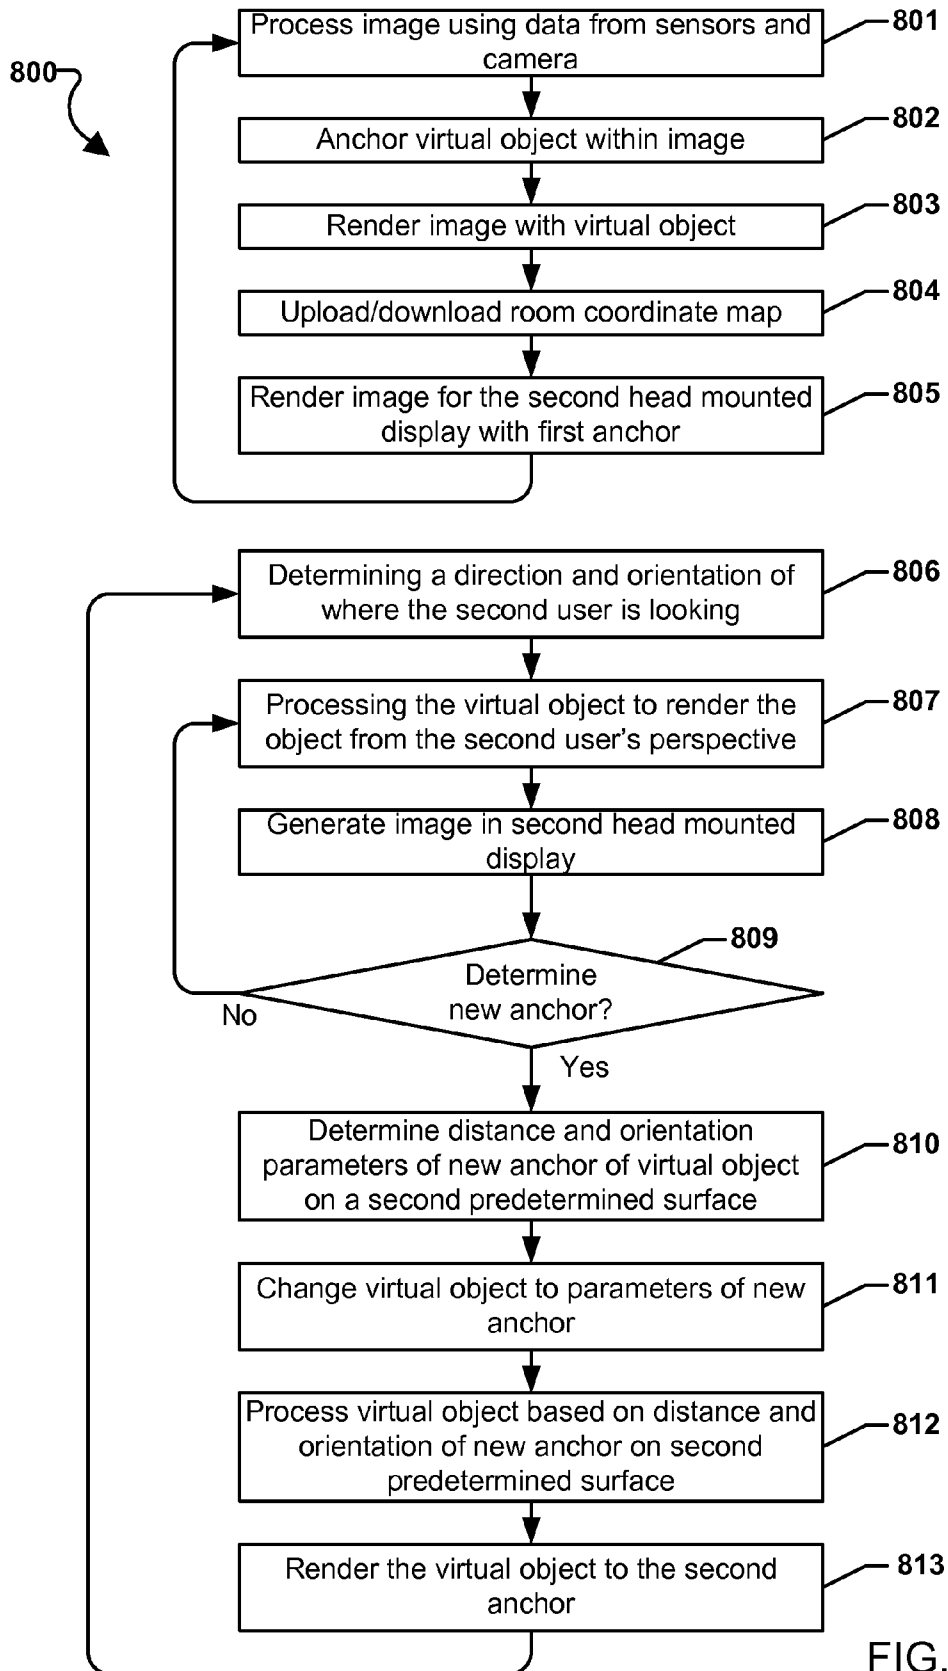 800
Process image using data from sensors and
camera
801
Anchor virtual object within image
802
Render image with virtual object
803
Upload/download room coordinate map
804
Render image for the second head mounted
display with first anchor
805
Determining a direction and orientation of
where the second user is looking
806
Processing the virtual object to render the
object from the second user's perspective
807
Generate image in second head mounted
display
808
Determine
new anchor?
809
No
Yes
Determine distance and orientation
parameters of new anchor of virtual object
on a second predetermined surface
810
Change virtual object to parameters of new
anchor
811
Process virtual object based on distance and
orientation of new anchor on second
predetermined surface
812
Render the virtual object to the second
anchor
813
FIG.